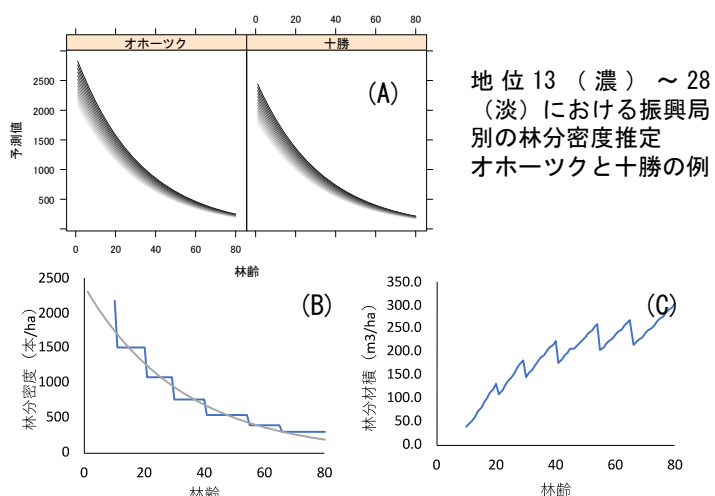 0 20 40 60 80
オホーツク 十勝
予測値
2500
2000
1500
1000
500
(A)
0 20 40 60 80
林齢
地位13（濃）～28
（淡）における振興局
別の林分密度推定
オホーツクと十勝の例
(B)
林分密度（本/ha）
2500
2000
1500
1000
500
0
0 20 40 60 80
林齢
(C)
林分材積（m3/ha）
350.0
300.0
250.0
200.0
150.0
100.0
50.0
0.0
0 20 40 60 80
林齢